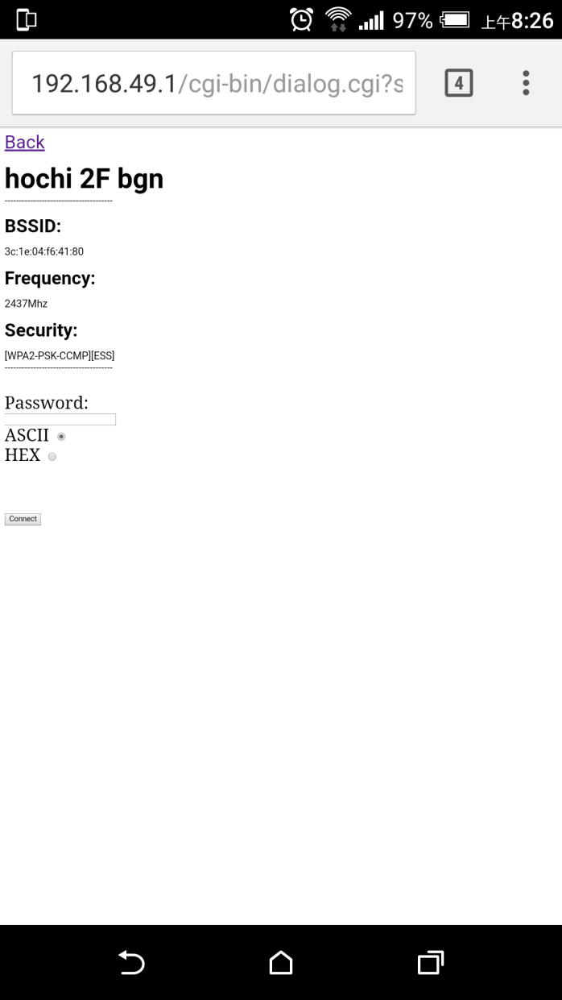 97% 上午8:26
192.168.49.1/cgi-bin/dialog.cgi?s
4
Back
hochi 2F bgn
--------------------------------------
BSSID:
3c:1e:04:f6:41:80
Frequency:
2437Mhz
Security:
[WPA2-PSK-CCMP][ESS]
--------------------------------------
Password:
ASCII
HEX
Connect